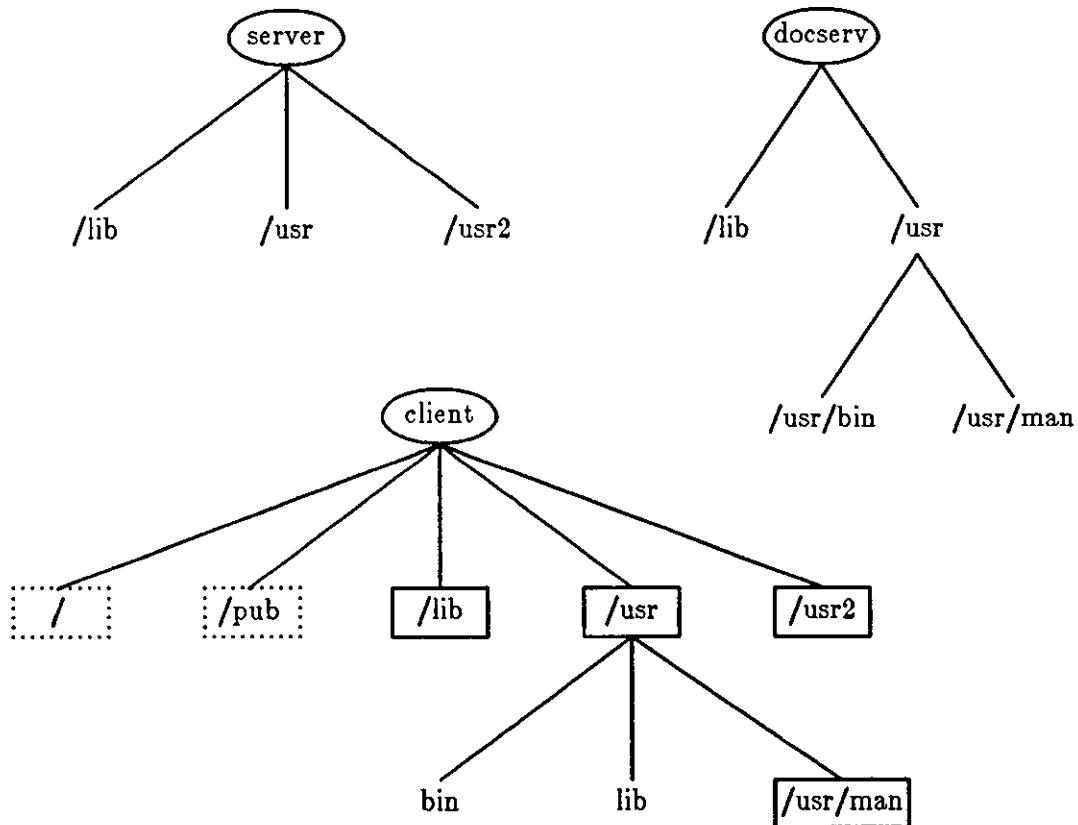 server
docserv
/lib
/usr
/usr2
/lib
/usr
/usr/bin
/usr/man
client
/
/pub
/lib
/usr
/usr2
bin
lib
/usr/man